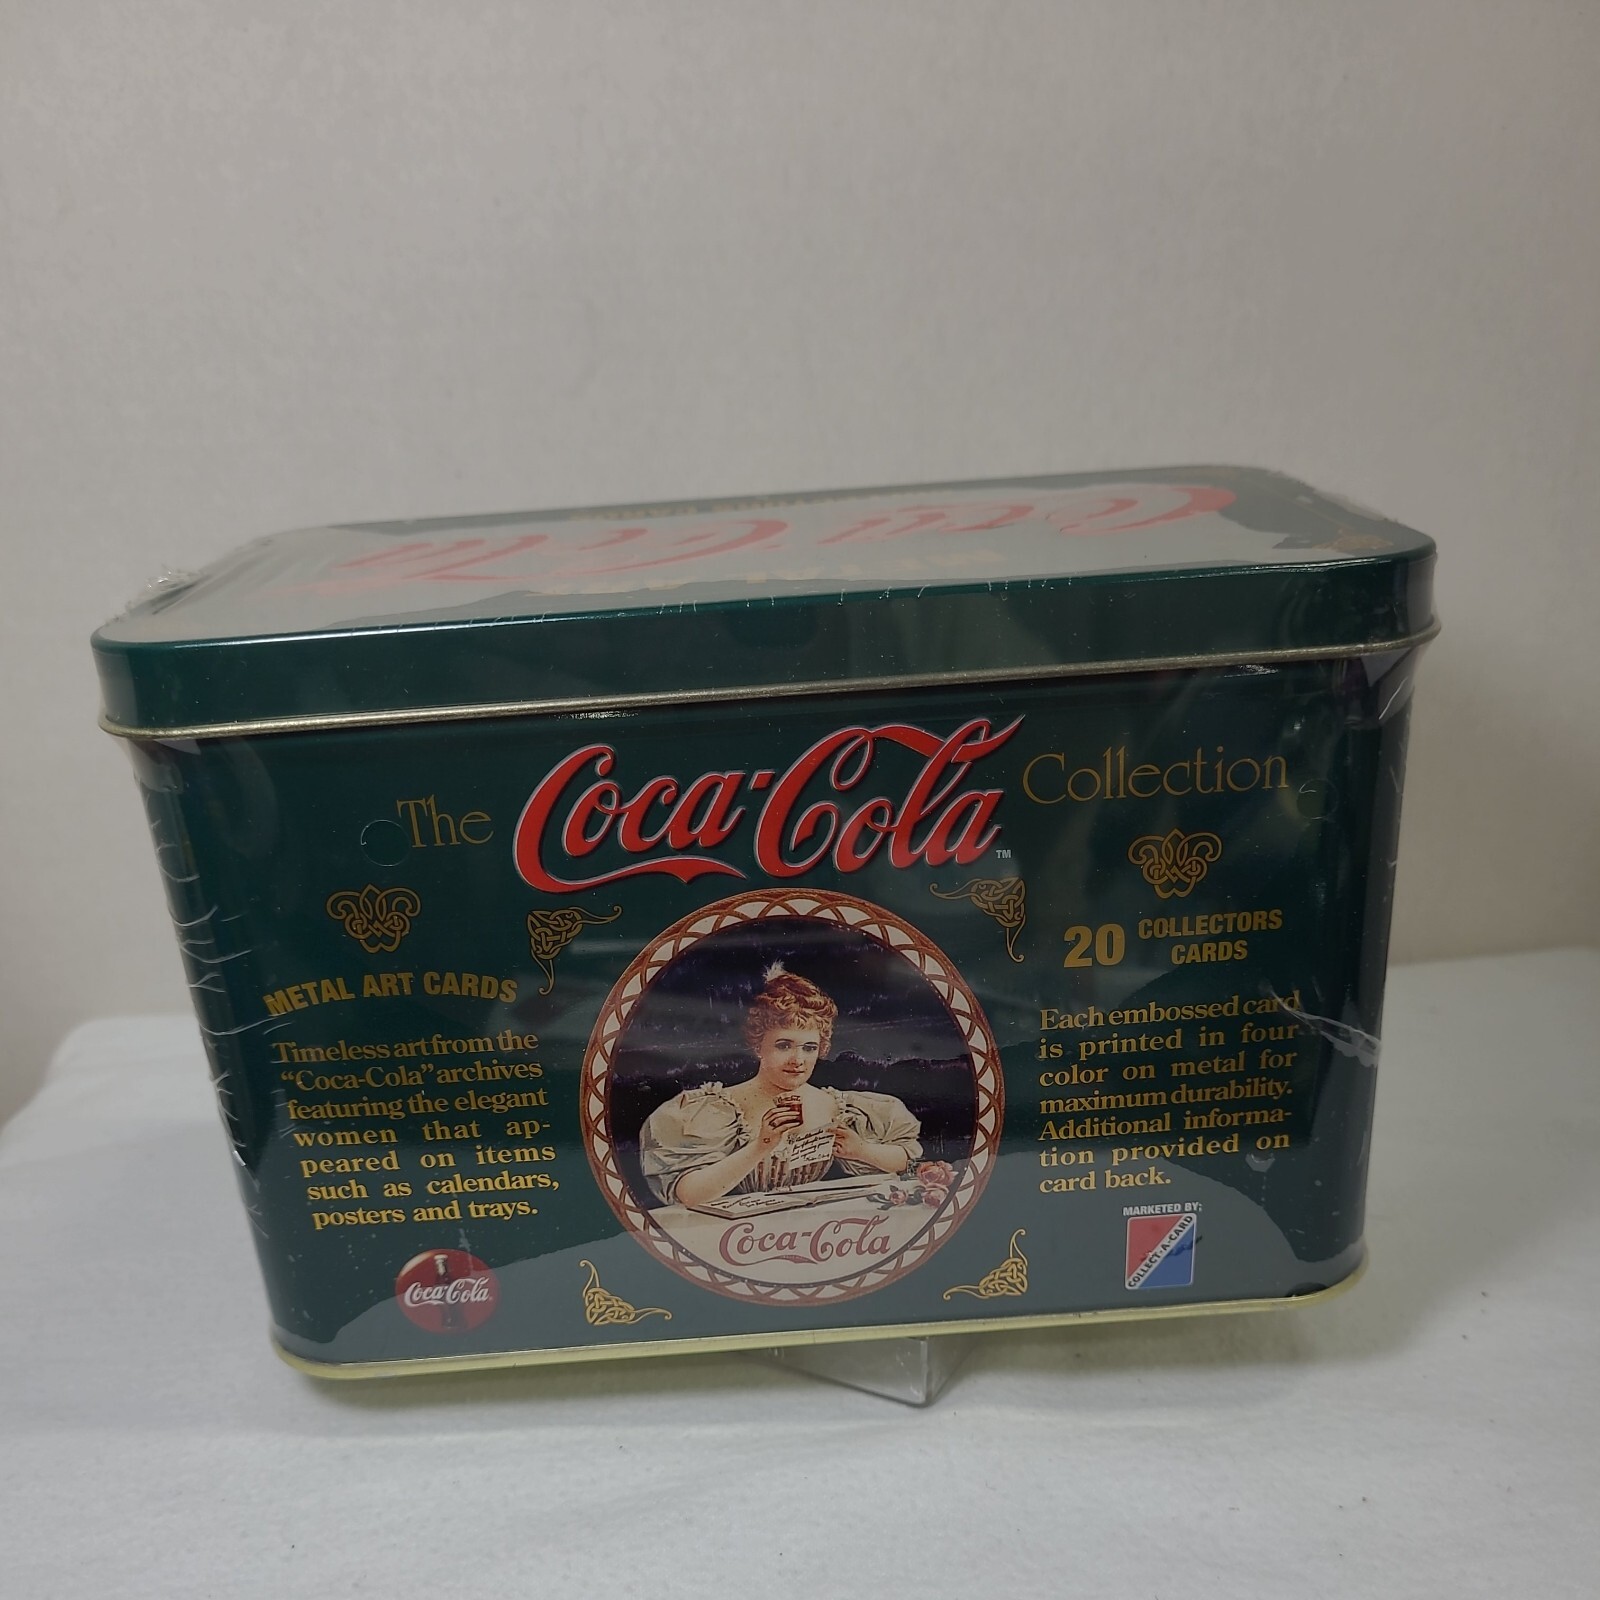 Coca-Cola
The Coca-Cola Collection
TM
METAL ART CARDS
Timeless art from the
"Coca-Cola" archives
featuring the elegant
women that ap-
peared on items
such as calendars,
posters and trays.
Coca-Cola
Coca-Cola
20 COLLECTORS
CARDS
Each embossed card
is printed in four
color on metal for
maximum durability.
Additional informa-
tion provided on
card back.
MARKETED BY:
COLLECT-A-CARD